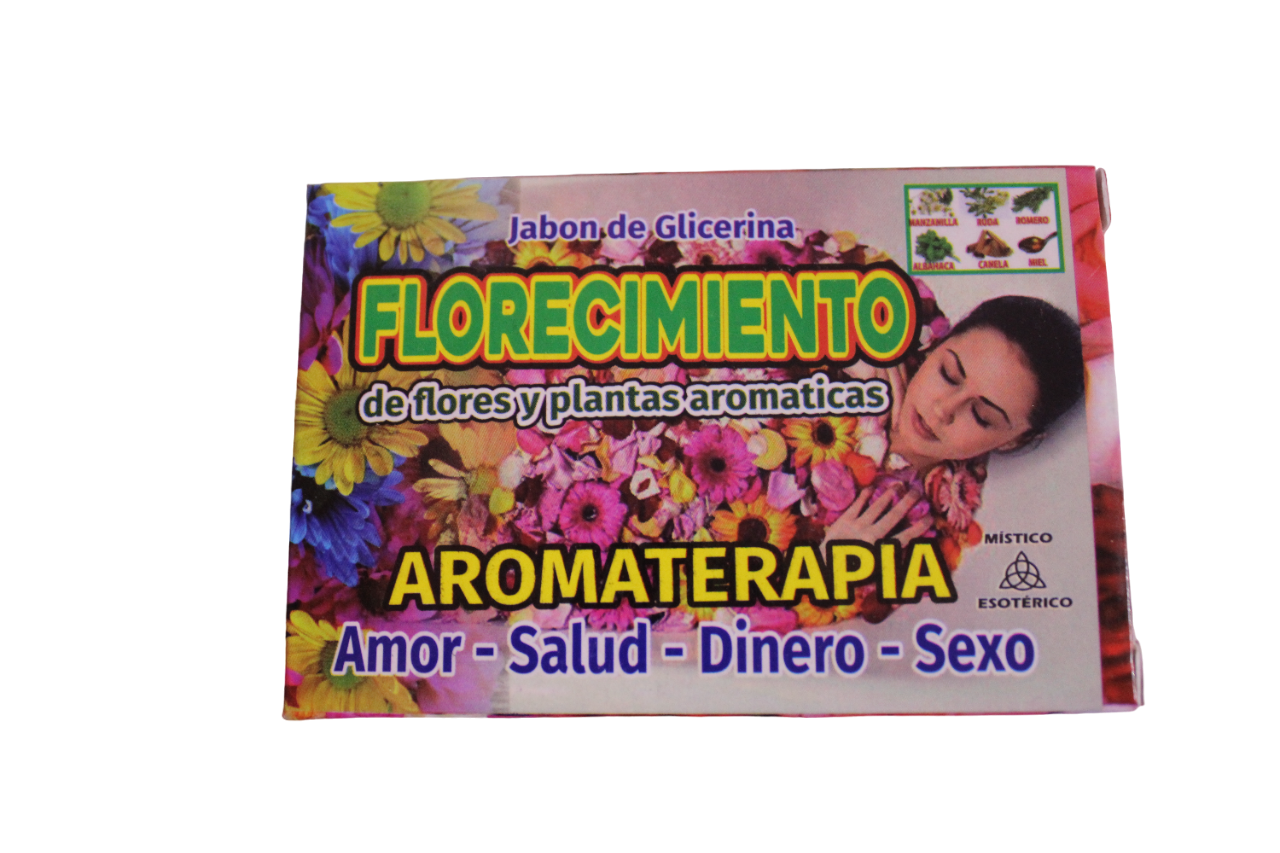 Jabon de Glicerina
FLORECIMIENTO
de flores y plantas aromaticas
MANZANILLA RUDA ROMERO
ALBAHACA CANELA MIEL
AROMATERAPIA
MÍSTICO
ESOTÉRICO
Amor - Salud - Dinero - Sexo